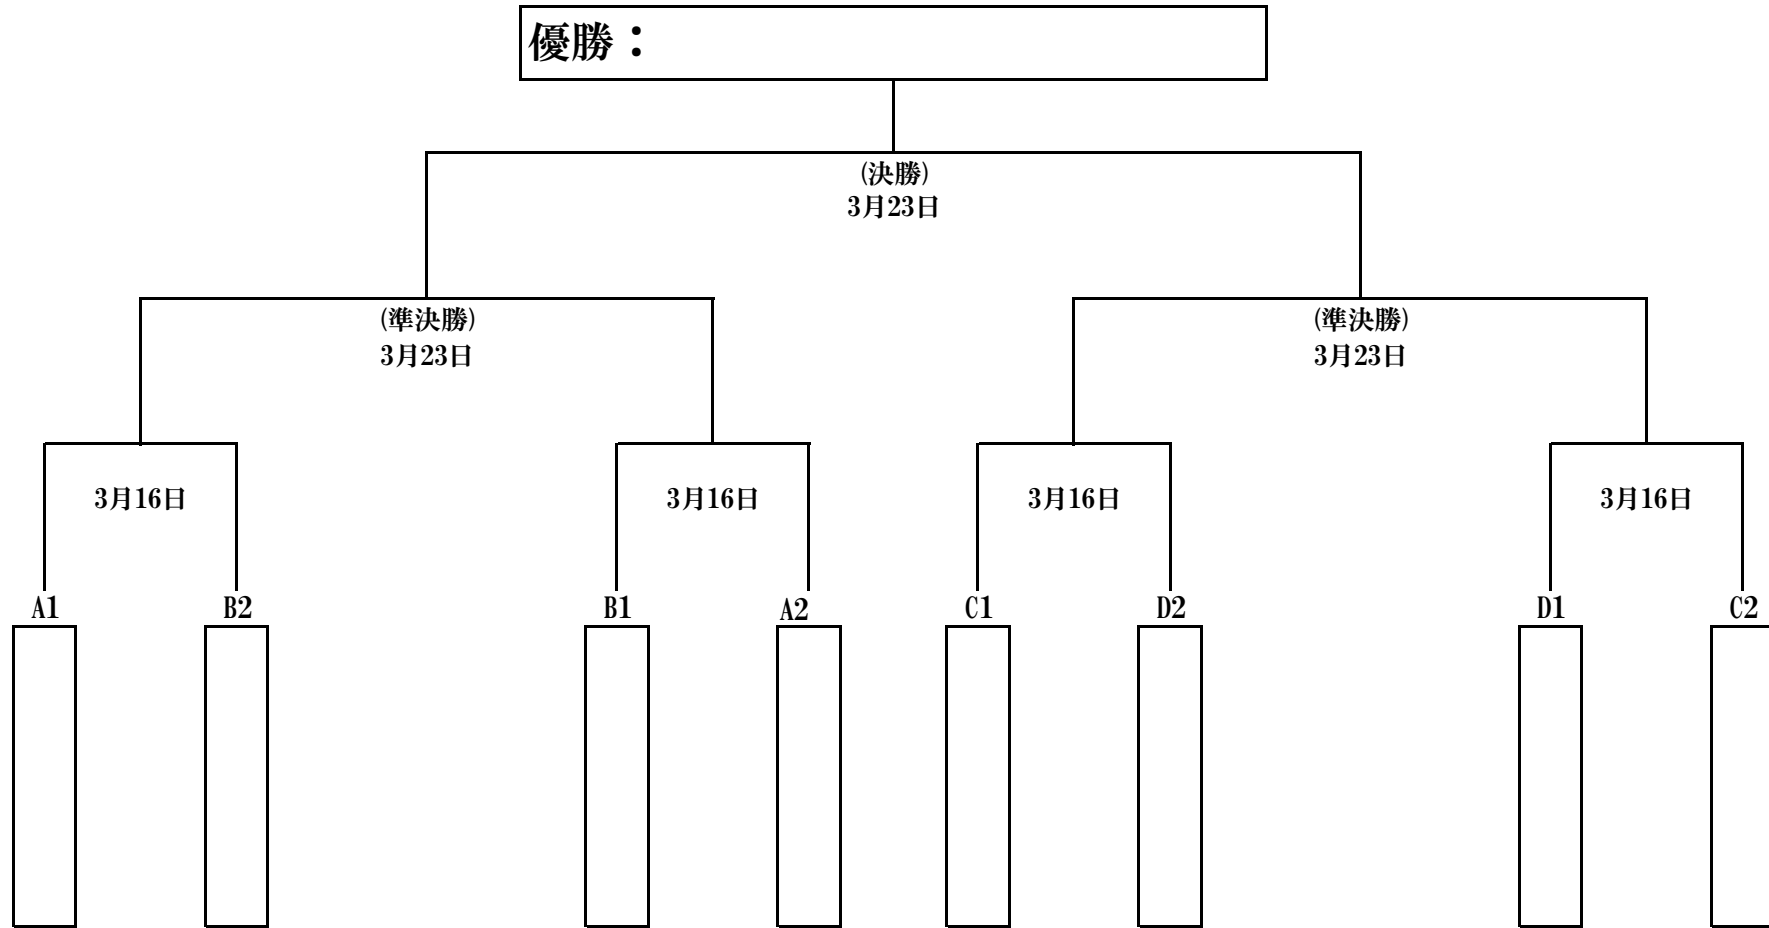 優勝：
(決勝)
3月23日
(準決勝)
3月23日
(準決勝)
3月23日
3月16日
3月16日
3月16日
3月16日
A1
B2
B1
A2
C1
D2
D1
C2